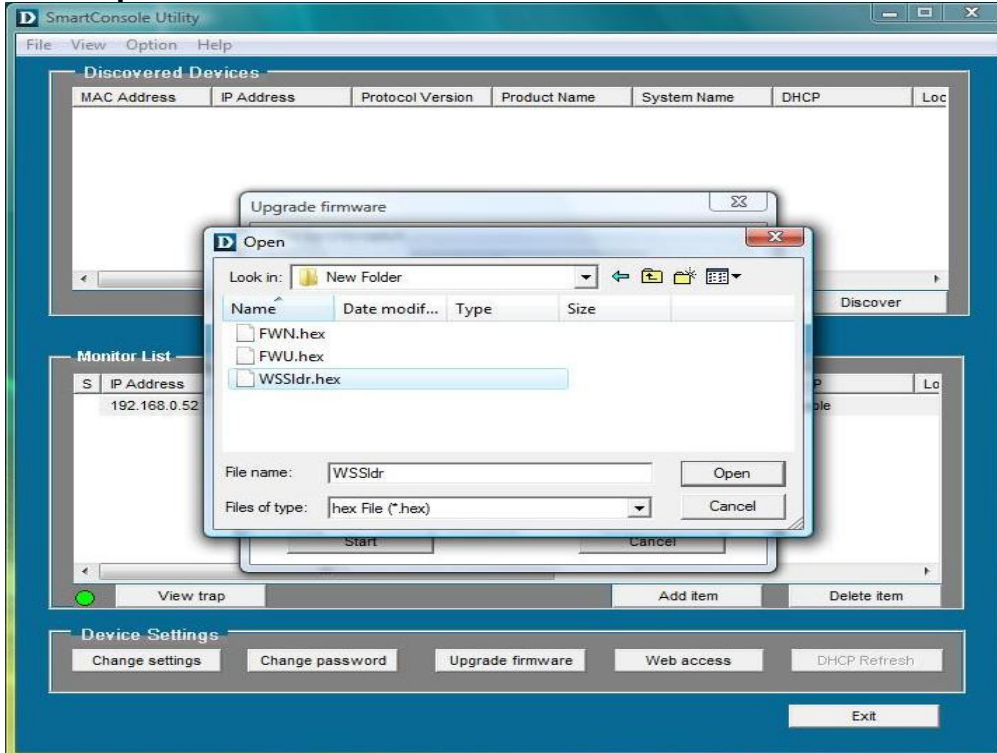 SmartConsole Utility
File View Option Help
Discovered Devices
MAC Address IP Address Protocol Version Product Name System Name DHCP Loc
Upgrade firmware
Open
Look in: New Folder
Name Date modif... Type Size
Discover
FWN.hex
FWU.hex
WSSldr.hex
Monitor List
S IP Address Lo
192.168.0.52
File name: WSSldr Open
Files of type: hex File (*.hex) Cancel
Start Cancel
View trap Add item Delete item
Device Settings
Change settings Change password Upgrade firmware Web access DHCP Refresh
Exit